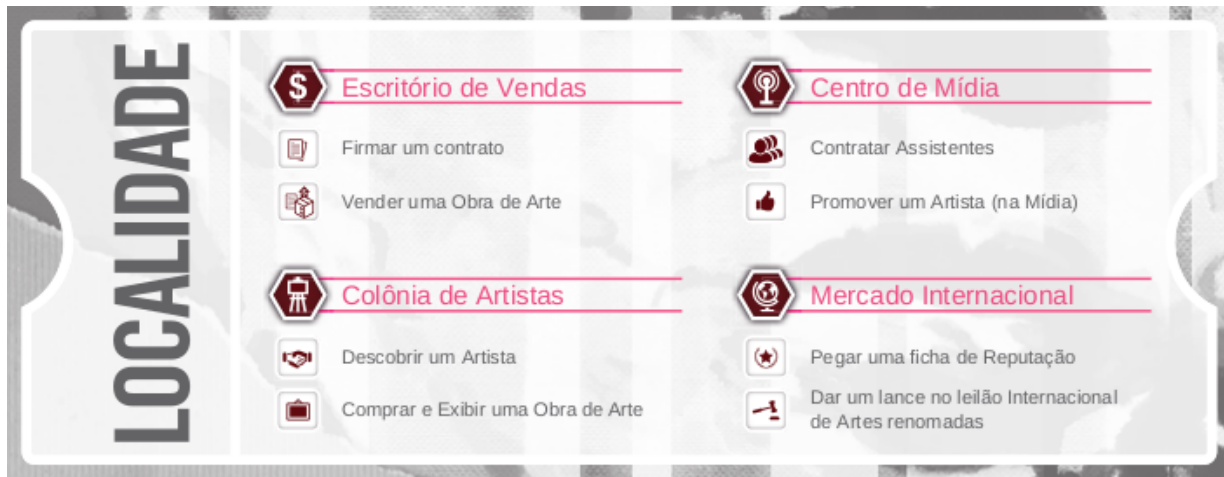 LOCALIDADE
Escritório de Vendas
Firmar um contrato
Vender uma Obra de Arte
Centro de Mídia
Contratar Assistentes
Promover um Artista (na Mídia)
Colônia de Artistas
Descobrir um Artista
Comprar e Exibir uma Obra de Arte
Mercado Internacional
Pegar uma ficha de Reputação
Dar um lance no leilão Internacional
de Artes renomadas